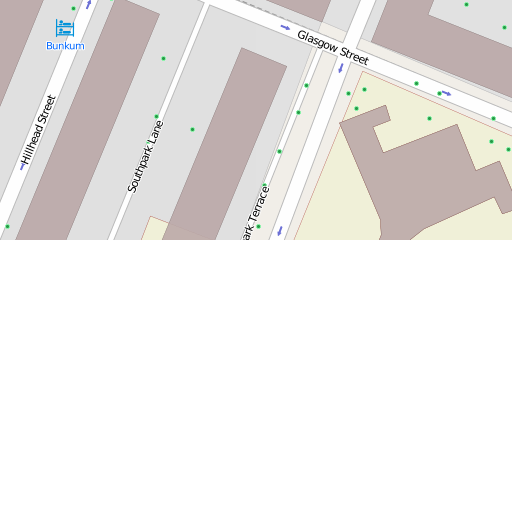 Glasgow Street
Bunkum
Hillhead Street
Southpark Lane
ark Terrace